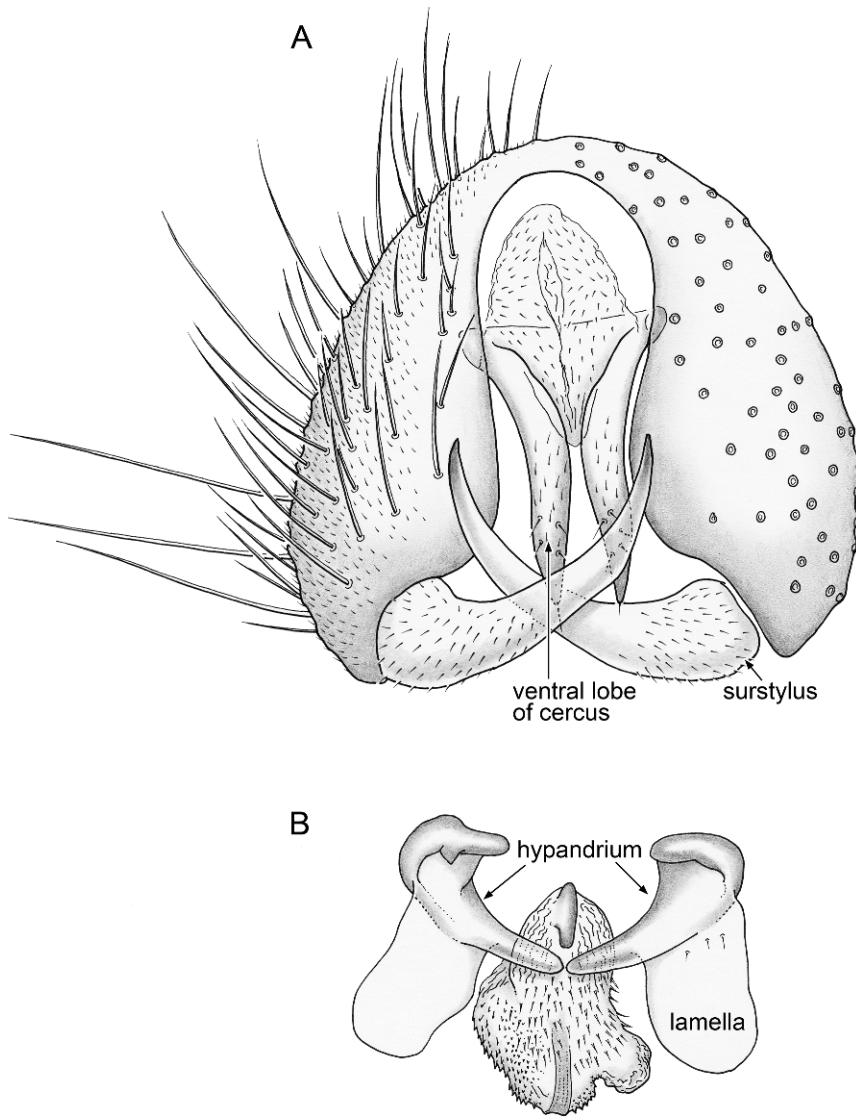 A
ventral lobe
of cercus
surstylus
B
hypandrium
lamella